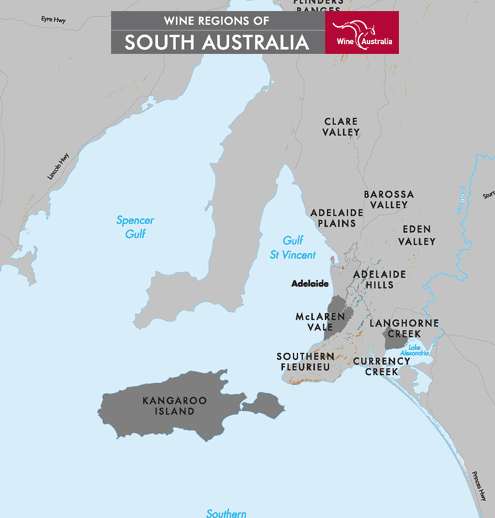 FLINDERS
RANGES
Eyre Hwy
WINE REGIONS OF
SOUTH AUSTRALIA
Wine Australia
CLARE
VALLEY
Lincoln Hwy
BAROSSA
VALLEY
ADELAIDE
PLAINS
Spencer
Gulf
EDEN
VALLEY
Gulf
St Vincent
Adelaide
ADELAIDE
HILLS
McLAREN
VALE
LANGHORNE
CREEK
Lake
Alexandrina
SOUTHERN
FLEURIEU
CURRENCY
CREEK
KANGAROO
ISLAND
Princes Hwy
Southern